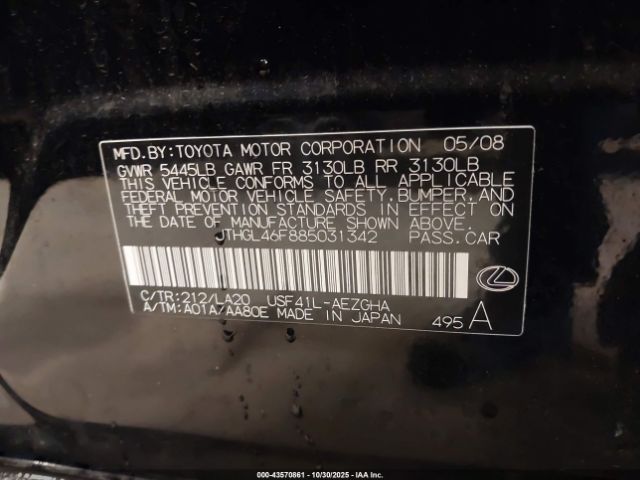 MFD.BY:TOYOTA MOTOR CORPORATION 05/08
GVWR 5445LB GAWR FR 3130LB RR 3130LB
THIS VEHICLE CONFORMS TO ALL APPLICABLE
FEDERAL MOTOR VEHICLE SAFETY,BUMPER,AND
THEFT PREVENTION STANDARDS IN EFFECT ON
THE DATE OF MANUFACTURE SHOWN ABOVE.
JTHGL46F885031342 PASS.CAR
C/TR:212/LA20 USF41L-AEZGHA
A/TM:A01A/AA80E MADE IN JAPAN 495 A
000-43570861 - 10/30/2025 - IAA Inc. Copyright